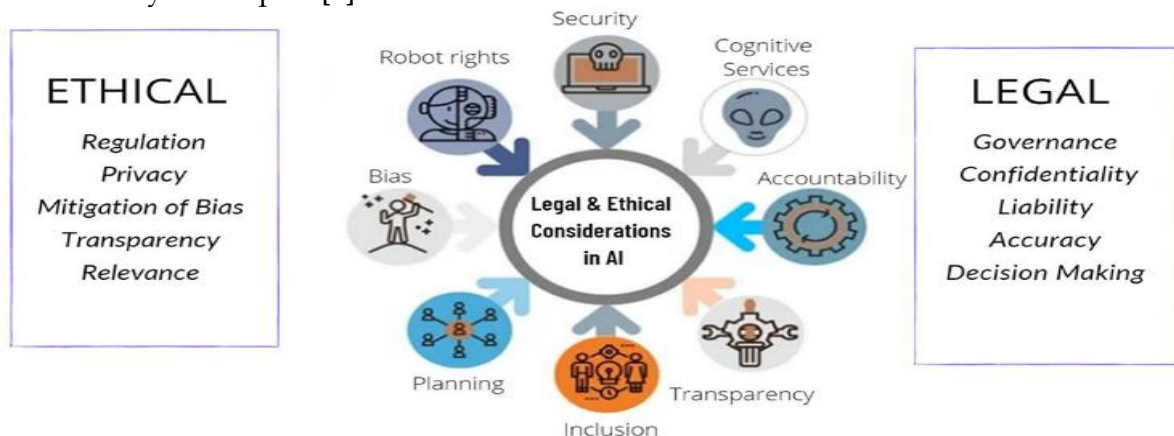 ETHICAL
Regulation
Privacy
Mitigation of Bias
Transparency
Relevance
Security
Robot rights
Cognitive
Services
Bias
Accountability
Legal & Ethical
Considerations
in AI
Planning
Transparency
Inclusion
LEGAL
Governance
Confidentiality
Liability
Accuracy
Decision Making